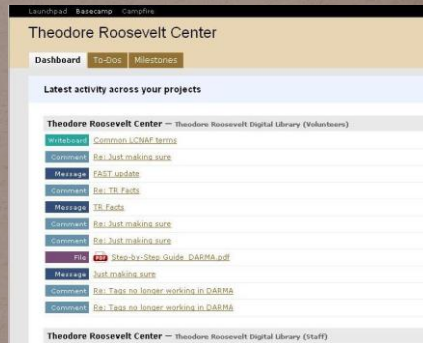 Launchpad Basecamp Campfire
Theodore Roosevelt Center
Dashboard To-Dos Milestones
Latest activity across your projects
Theodore Roosevelt Center — Theodore Roosevelt Digital Library (Volunteers)
Writeboard Common LCNAF terms
Comment Re: Just making sure
Message FAST update
Comment Re: TR Facts
Message TR Facts
Comment Re: Just making sure
Comment Re: Just making sure
File PDF Step-by-Step Guide_DARMA.pdf
Message Just making sure
Comment Re: Tags no longer working in DARMA
Comment Re: Tags no longer working in DARMA
Theodore Roosevelt Center — Theodore Roosevelt Digital Library (Staff)